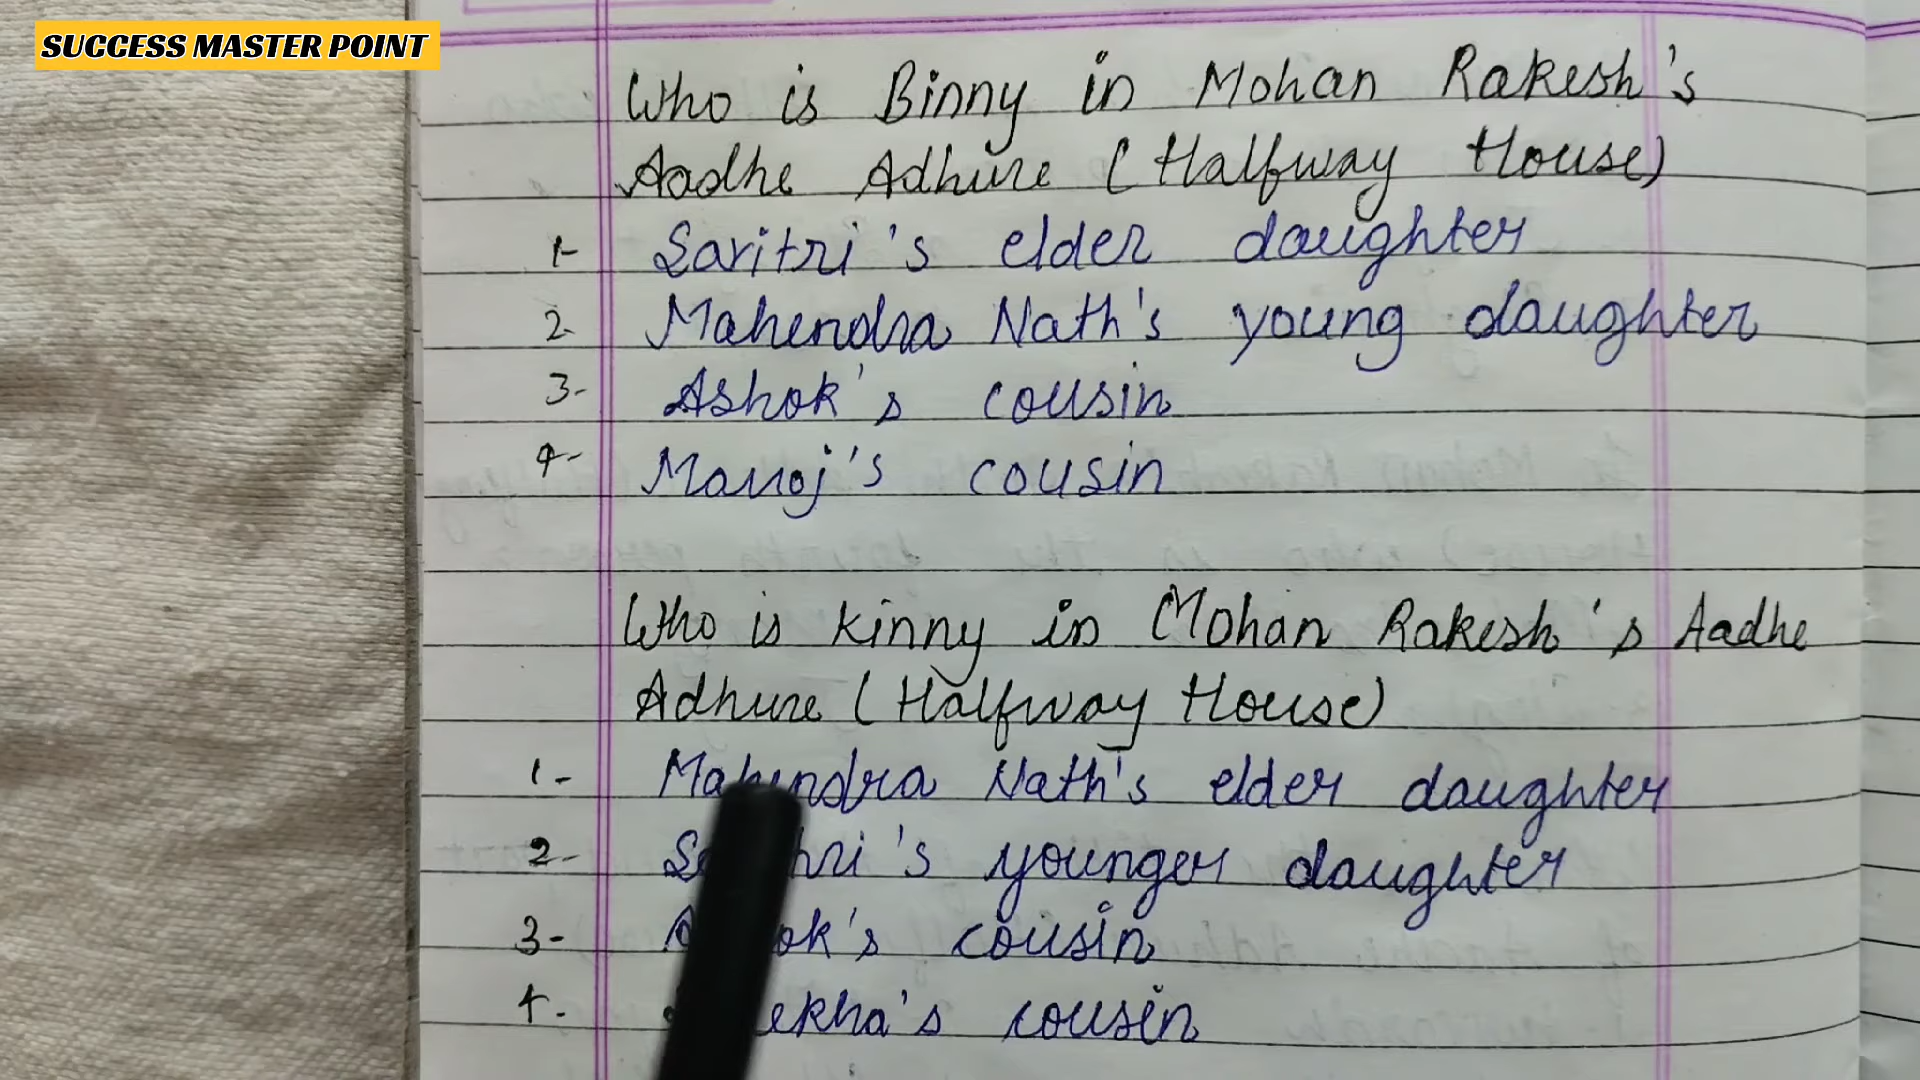 SUCCESS MASTER POINT
Who is Binny in Mohan Rakesh's
Aadhe Adhure (Halfway House)
1- Savitri's elder daughter
2- Mahendra Nath's young daughter
3- Ashok's cousin
4- Manoj's cousin
Who is Kinny in Mohan Rakesh's Aadhe
Adhure (Halfway House)
1- Mahendra Nath's elder daughter
2- younger daughter
3- cousin
4- cousin